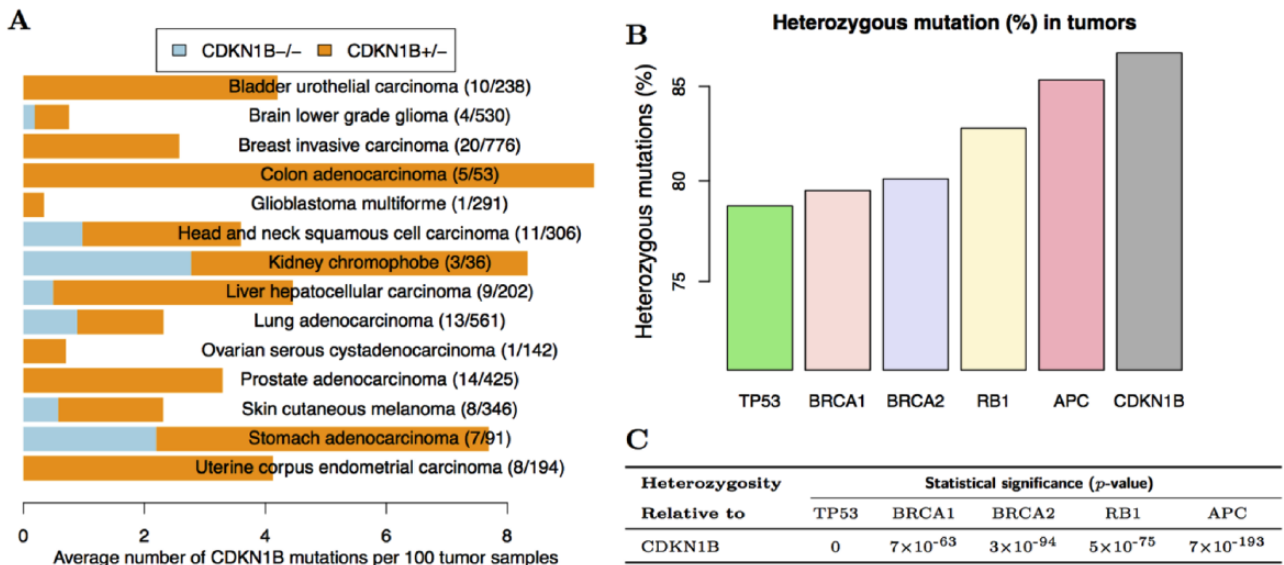 A
CDKN1B−/− CDKN1B+/−
Bladder urothelial carcinoma (10/238)
Brain lower grade glioma (4/530)
Breast invasive carcinoma (20/776)
Colon adenocarcinoma (5/53)
Glioblastoma multiforme (1/291)
Head and neck squamous cell carcinoma (11/306)
Kidney chromophobe (3/36)
Liver hepatocellular carcinoma (9/202)
Lung adenocarcinoma (13/561)
Ovarian serous cystadenocarcinoma (1/142)
Prostate adenocarcinoma (14/425)
Skin cutaneous melanoma (8/346)
Stomach adenocarcinoma (7/91)
Uterine corpus endometrial carcinoma (8/194)
0 2 4 6 8
Average number of CDKN1B mutations per 100 tumor samples
B
Heterozygous mutation (%) in tumors
Heterozygous mutations (%)
85
80
75
TP53 BRCA1 BRCA2 RB1 APC CDKN1B
C
Heterozygosity Statistical significance (p-value)
Relative to TP53 BRCA1 BRCA2 RB1 APC
CDKN1B 0 7×10⁻⁶³ 3×10⁻⁹⁴ 5×10⁻⁷⁵ 7×10⁻¹⁹³